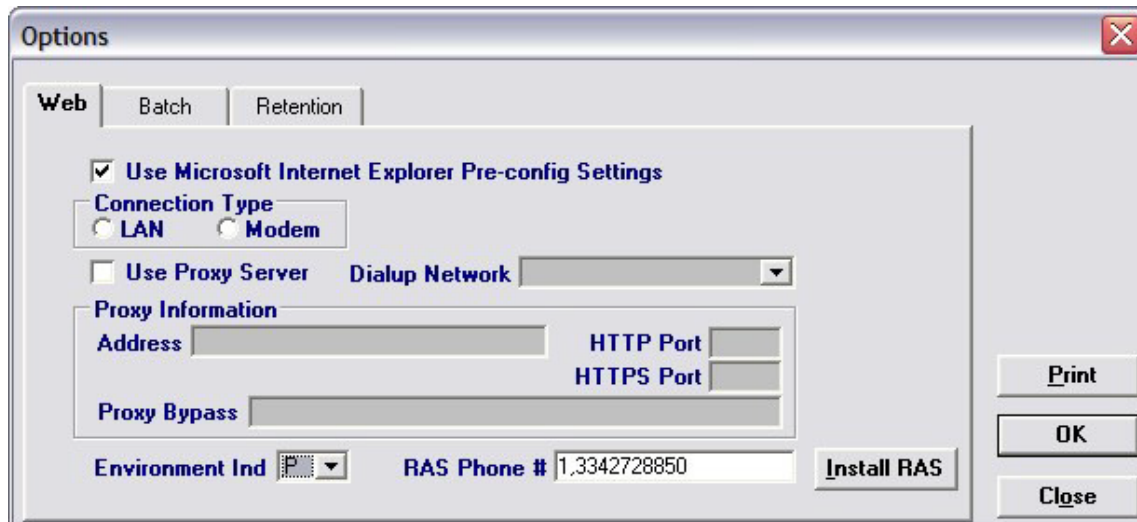 Options
Web Batch Retention
Use Microsoft Internet Explorer Pre-config Settings
Connection Type
LAN Modem
Use Proxy Server Dialup Network
Proxy Information
Address HTTP Port
HTTPS Port
Print
Proxy Bypass
OK
Environment Ind P RAS Phone # 1,3342728850 Install RAS
Close